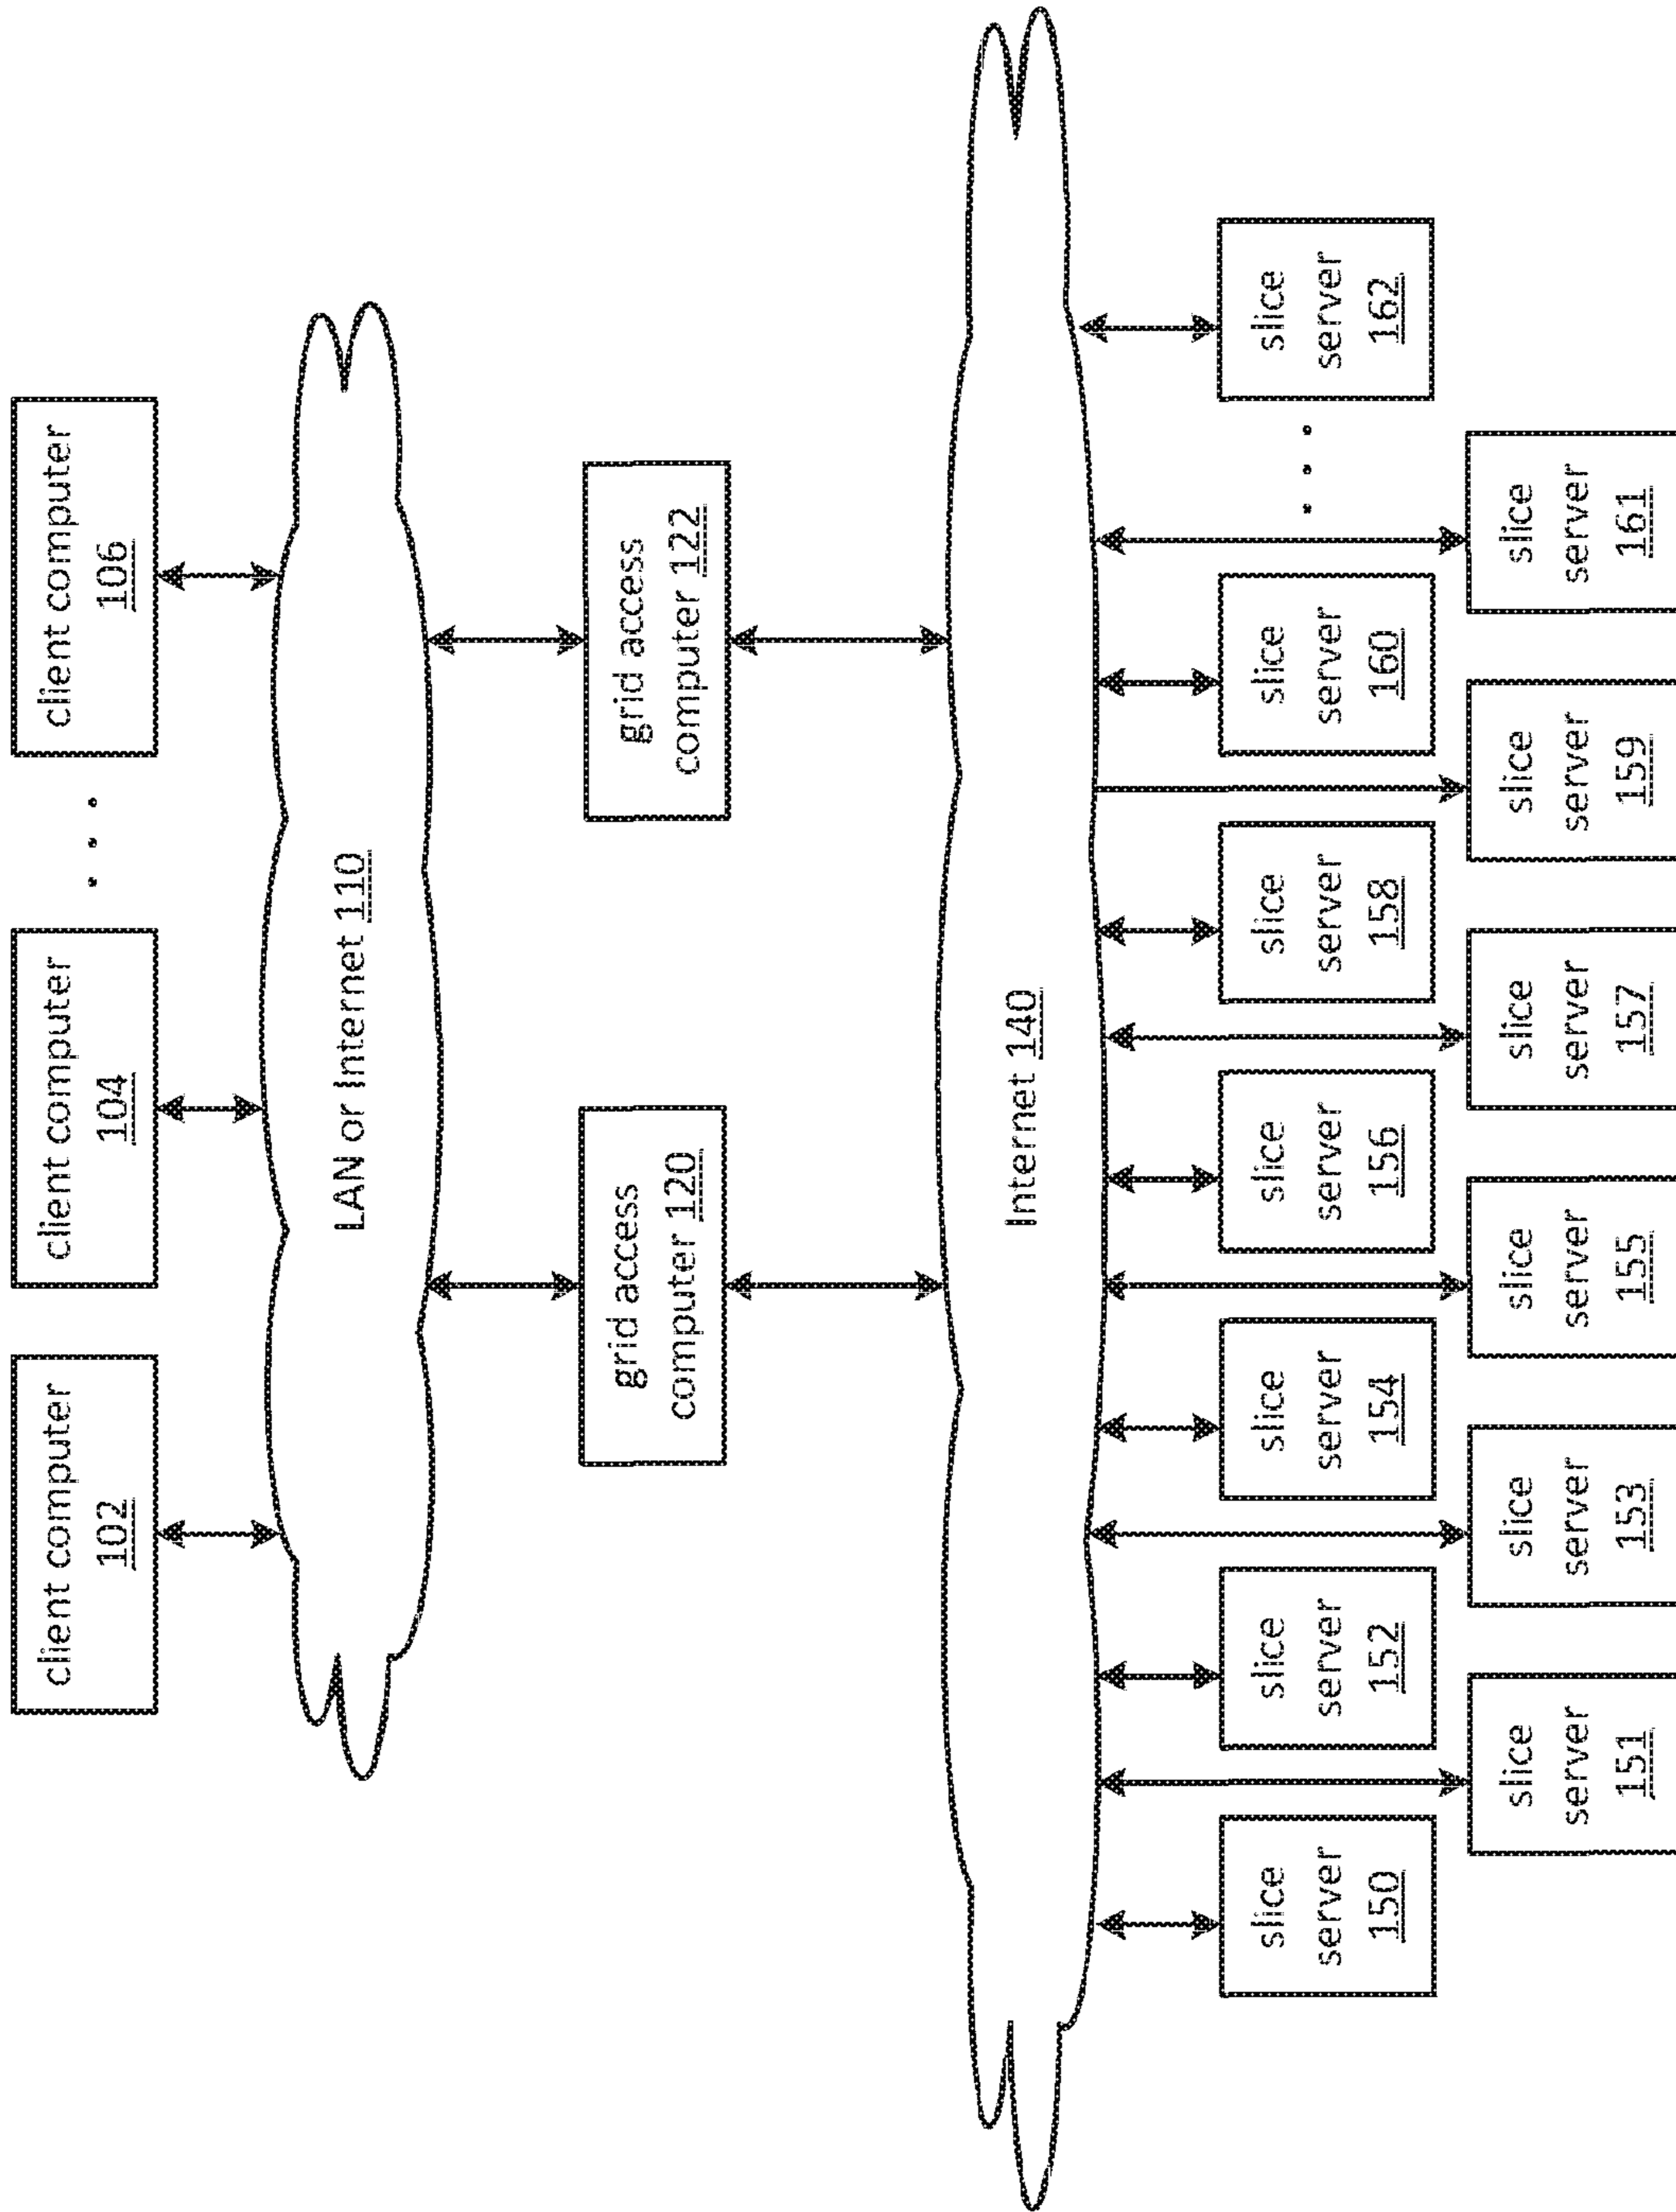 client computer
102
client computer
104
. . .
client computer
106
LAN or Internet 110
grid access
computer 120
grid access
computer 122
Internet 140
slice
server
150
slice
server
152
slice
server
154
slice
server
156
slice
server
158
slice
server
160
. . .
slice
server
162
slice
server
151
slice
server
153
slice
server
155
slice
server
157
slice
server
159
slice
server
161